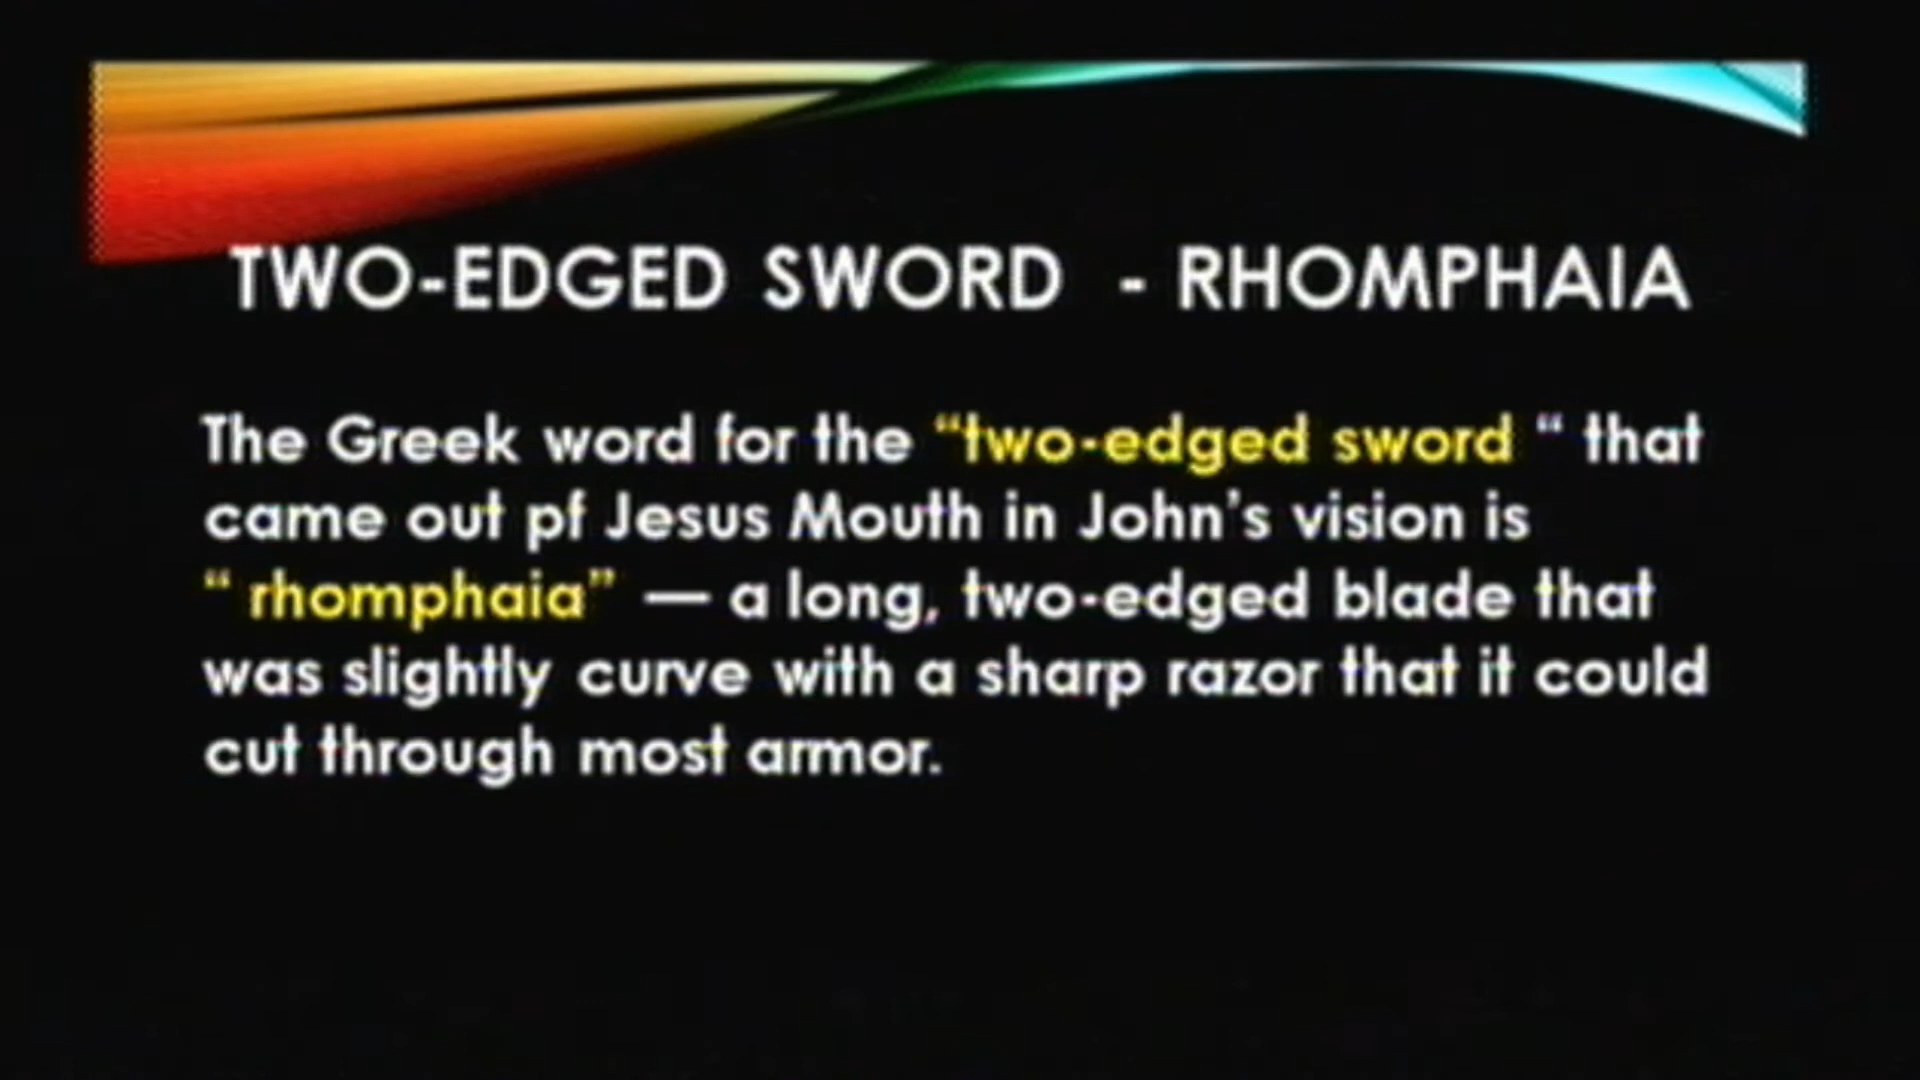 TWO-EDGED SWORD - RHOMPHAIA
The Greek word for the “two-edged sword “ that
came out pf Jesus Mouth in John’s vision is
“ rhomphaia” — a long, two-edged blade that
was slightly curve with a sharp razor that it could
cut through most armor.